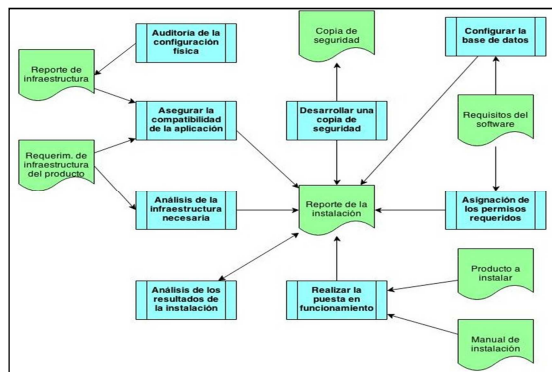 Auditoría de la
configuración
física
Copia de
seguridad
Configurar la
base de datos
Reporte de
infraestructura
Asegurar la
compatibilidad
de la aplicación
Desarrollar una
copia de
seguridad
Requisitos del
software
Requerim. de
infraestructura
del producto
Análisis de la
infraestructura
necesaria
Reporte de la
instalación
Asignación de
los permisos
requeridos
Análisis de los
resultados de
la instalación
Realizar la
puesta en
funcionamiento
Producto a
instalar
Manual de
instalación